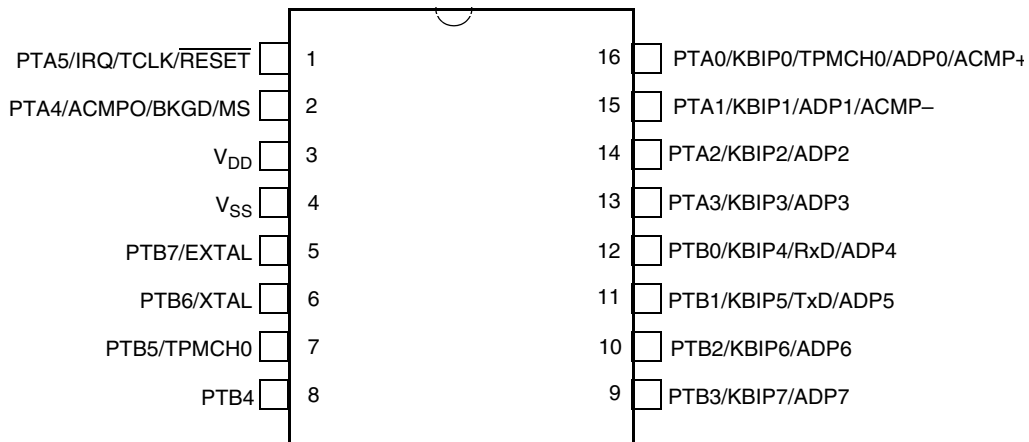 PTA5/IRQ/TCLK/RESET 1 16 PTA0/KBIP0/TPMCH0/ADP0/ACMP+
PTA4/ACMPO/BKGD/MS 2 15 PTA1/KBIP1/ADP1/ACMP–
VDD 3 14 PTA2/KBIP2/ADP2
VSS 4 13 PTA3/KBIP3/ADP3
PTB7/EXTAL 5 12 PTB0/KBIP4/RxD/ADP4
PTB6/XTAL 6 11 PTB1/KBIP5/TxD/ADP5
PTB5/TPMCH0 7 10 PTB2/KBIP6/ADP6
PTB4 8 9 PTB3/KBIP7/ADP7